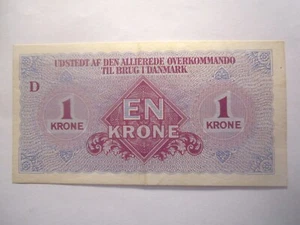 UDSTEDT AF DEN ALLIEREDE OVERKOMMANDO
TIL BRUG I DANMARK
D
1
KRONE
EN
KRONE
1
KRONE